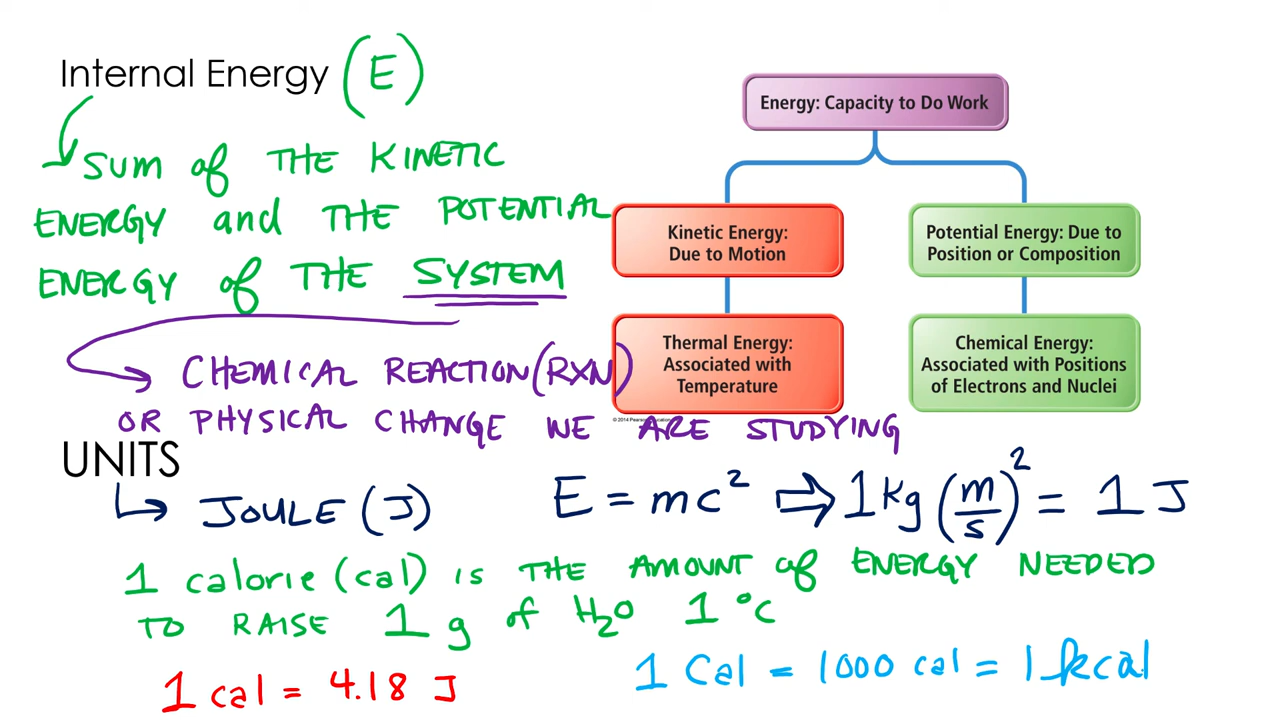 Internal Energy (E)
SUM of THE KINETIC
ENERGY and THE POTENTIAL
ENERGY of THE SYSTEM
CHEMICAL REACTION (RXN)
OR PHYSICAL CHANGE WE ARE STUDYING
Energy: Capacity to Do Work
Kinetic Energy:
Due to Motion
Potential Energy: Due to
Position or Composition
Thermal Energy:
Associated with
Temperature
Chemical Energy:
Associated with Positions
of Electrons and Nuclei
UNITS
JOULE (J)
E = mc² ⇒ 1 kg (m/s)² = 1 J
1 calorie (cal) is THE AMOUNT of ENERGY NEEDED
TO RAISE 1 g of H₂O 1 °C
1 cal = 4.18 J
1 Cal = 1000 cal = 1 kcal